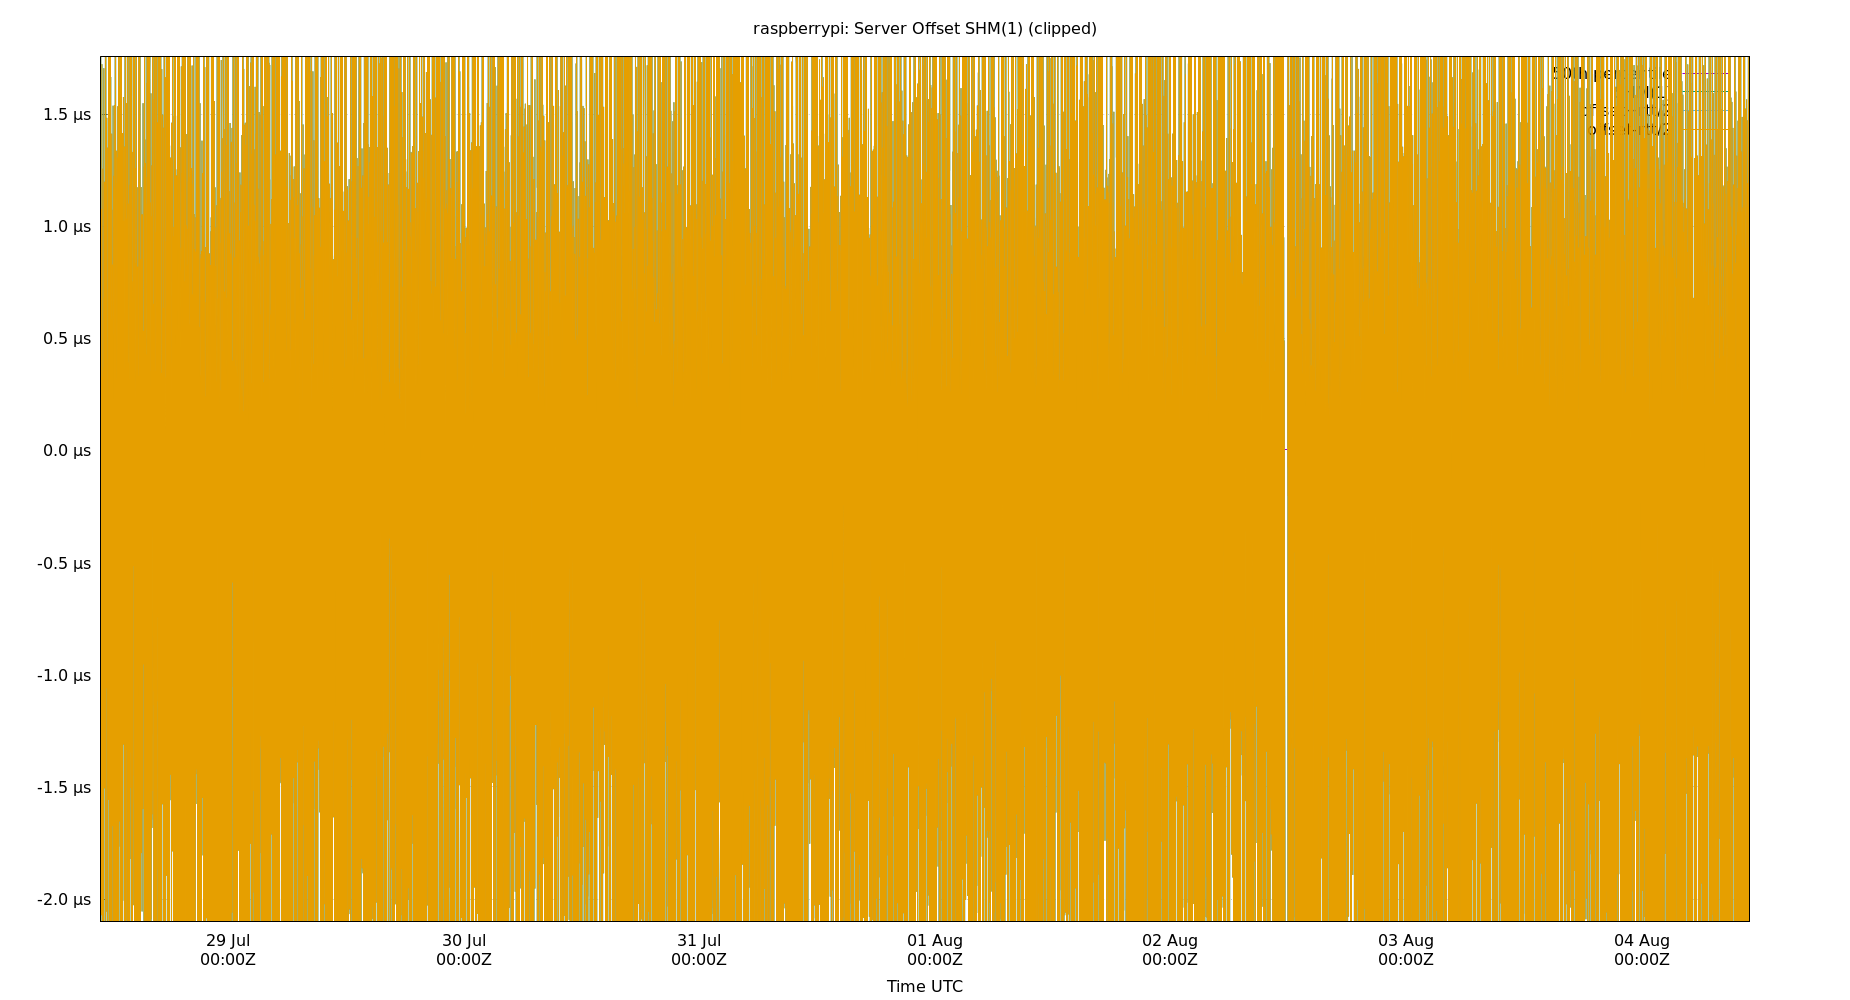 raspberrypi: Server Offset SHM(1) (clipped)
50th percentile
1.5 µs
1.0 µs
0.5 µs
0.0 µs
-0.5 µs
-1.0 µs
-1.5 µs
-2.0 µs
29 Jul 30 Jul 31 Jul 01 Aug 02 Aug 03 Aug 04 Aug
00:00Z 00:00Z 00:00Z 00:00Z 00:00Z 00:00Z 00:00Z
Time UTC